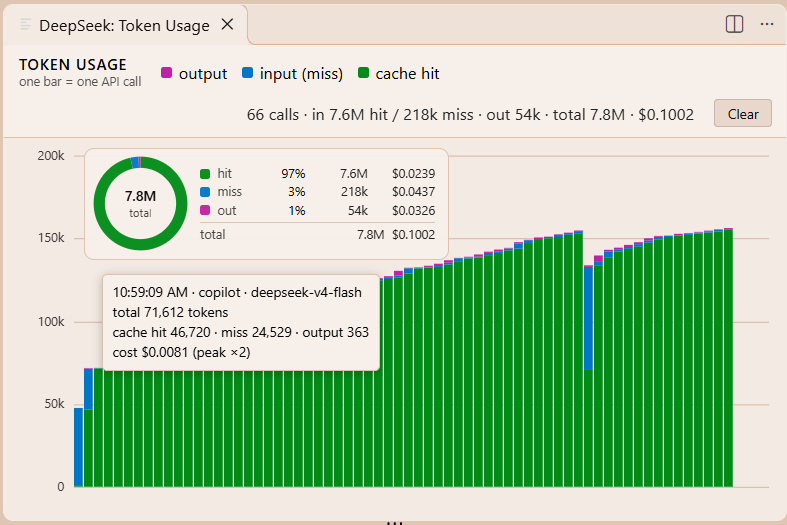 DeepSeek: Token Usage
TOKEN USAGE
one bar = one API call
output
input (miss)
cache hit
66 calls · in 7.6M hit / 218k miss · out 54k · total 7.8M · $0.1002
Clear
200k
150k
100k
50k
0
7.8M
total
hit 97% 7.6M $0.0239
miss 3% 218k $0.0437
out 1% 54k $0.0326
total 7.8M $0.1002
10:59:09 AM · copilot · deepseek-v4-flash
total 71,612 tokens
cache hit 46,720 · miss 24,529 · output 363
cost $0.0081 (peak ×2)